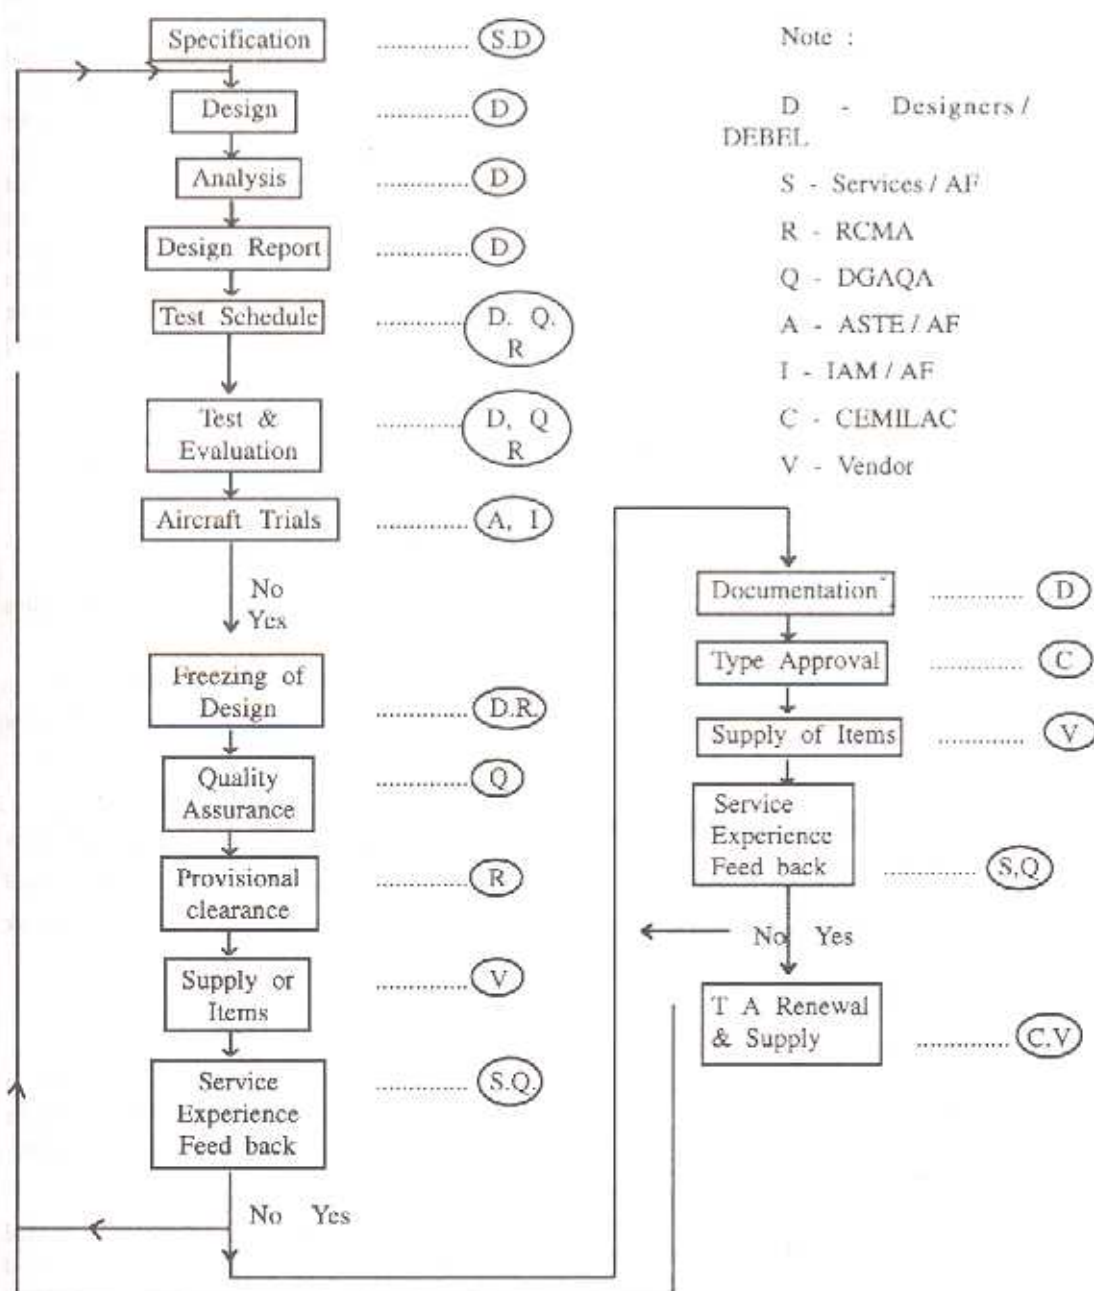 Specification
S.D
Design
D
Analysis
D
Design Report
D
Test Schedule
D. Q.
R
Test &
Evaluation
D, Q
R
Aircraft Trials
A, I
No
Yes
Freezing of
Design
D.R.
Quality
Assurance
Q
Provisional
clearance
R
Supply or
Items
V
Service
Experience
Feed back
S.Q.
No Yes
Note :
D - Designers /
DEBEL
S - Services / AF
R - RCMA
Q - DGAQA
A - ASTE / AF
I - IAM / AF
C - CEMILAC
V - Vendor
Documentation
D
Type Approval
C
Supply of Items
V
Service
Experience
Feed back
S,Q
No Yes
T A Renewal
& Supply
C.V